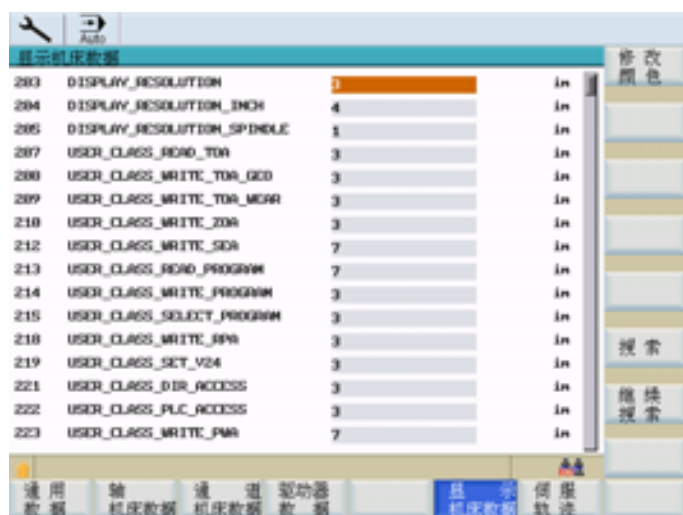 Auto
显示机床数据
203 DISPLAY_RESOLUTION 3 im
204 DISPLAY_RESOLUTION_INCH 4 im
205 DISPLAY_RESOLUTION_SPINDLE 1 im
207 USER_CLASS_READ_TOA 3 im
208 USER_CLASS_WRITE_TOA_GEO 3 im
209 USER_CLASS_WRITE_TOA_WEAR 3 im
210 USER_CLASS_WRITE_ZOA 3 im
212 USER_CLASS_WRITE_SEA 7 im
213 USER_CLASS_READ_PROGRAM 7 im
214 USER_CLASS_WRITE_PROGRAM 3 im
215 USER_CLASS_SELECT_PROGRAM 3 im
218 USER_CLASS_WRITE_RPA 3 im
219 USER_CLASS_SET_V24 3 im
221 USER_CLASS_DIR_ACCESS 3 im
222 USER_CLASS_PLC_ACCESS 3 im
223 USER_CLASS_WRITE_PWA 7 im
修改
颜色
搜索
继续
搜索
通用
数据
轴
机床数据
通道
机床数据
驱动器
数据
显示
机床数据
伺服
轨迹